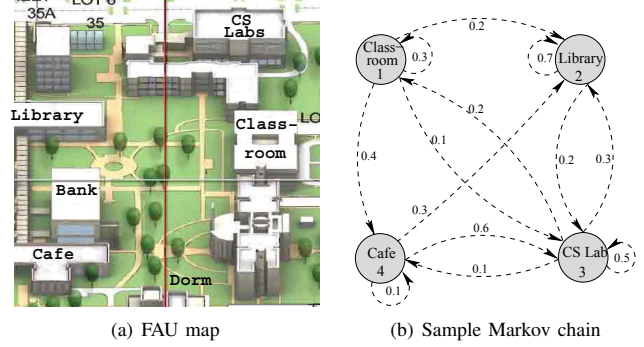 LOT 6
35A
35
CS
Labs
Library
Class-
room
LO
Bank
Cafe
Dorm
(a) FAU map
0.2
Class-
room
1
0.3
0.7
Library
2
0.2
0.4
0.1
0.2
0.3
0.3
0.6
Cafe
4
CS Lab
3
0.5
0.1
0.1
(b) Sample Markov chain